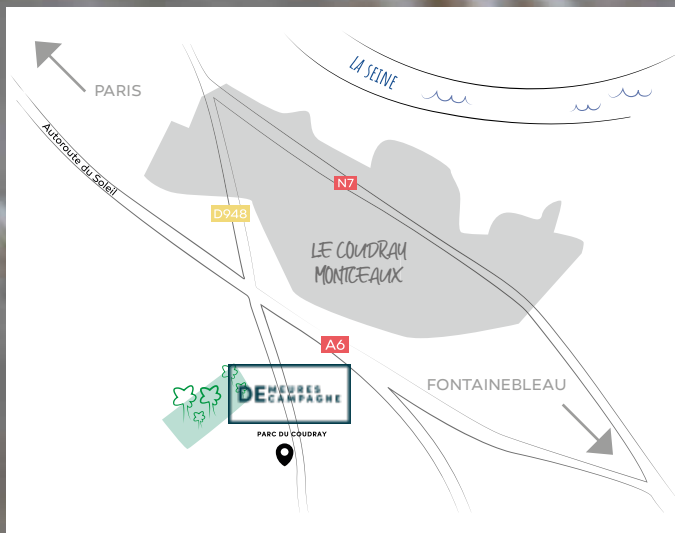 PARIS
LA SEINE
Autoroute du Soleil
N7
D948
LE COUDRAY
MONTCEAUX
A6
FONTAINEBLEAU
DEMEURES
CAMPAGNE
PARC DU COUDRAY